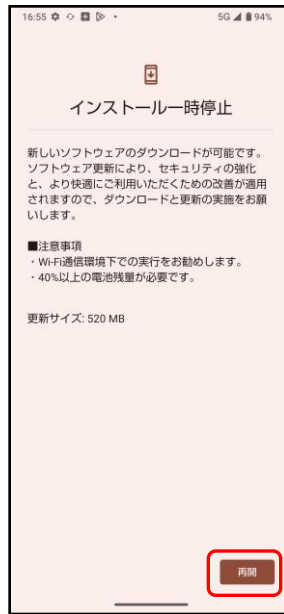 16:55 5G 94%
インストール一時停止
新しいソフトウェアのダウンロードが可能です。
ソフトウェア更新により、セキュリティの強化
と、より快適にご利用いただくための改善が適用
されますので、ダウンロードと更新の実施をお願
いします。
■注意事項
・Wi-Fi通信環境下での実行をお勧めします。
・40%以上の電池残量が必要です。
更新サイズ: 520 MB
再開